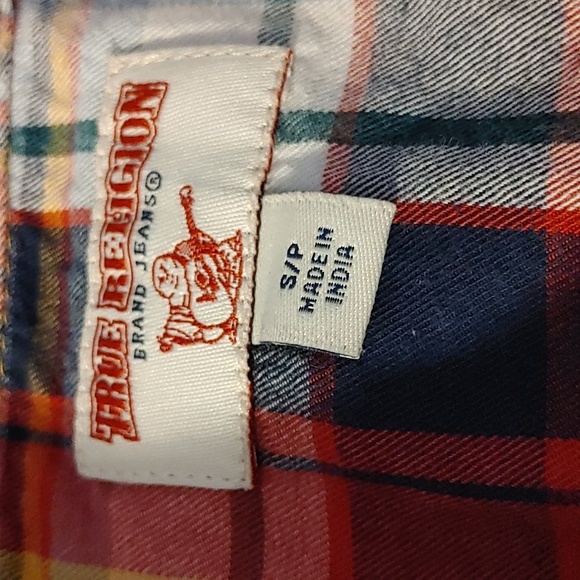 TRUE RELIGION
BRAND JEANS®
S/P
MADE IN
INDIA